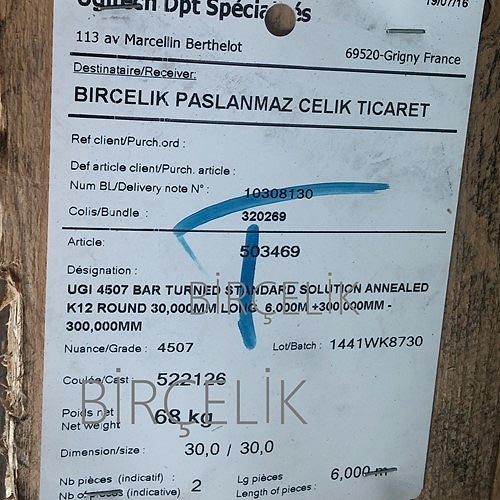 Ugitech Dpt Spécialités
19/07/16
113 av Marcellin Berthelot
69520-Grigny France
Destinataire/Receiver:
BIRCELIK PASLANMAZ CELIK TICARET
Ref client/Purch.ord :
Def article client/Purch. article :
Num BL/Delivery note N° : 10308130
Colis/Bundle : 320269
Article: 503469
Désignation :
UGI 4507 BAR TURNED STANDARD SOLUTION ANNEALED
K12 ROUND 30,000MM LONG 6.000M +300,000MM -
300,000MM
BİRÇELİK
Nuance/Grade : 4507 Lot/Batch : 1441WK8730
Coulée/Cast 522126
BİRÇELİK
Poids net 68 kg
Net weight
Dimension/size : 30,0 / 30,0
Nb pièces (indicatif) : 2 Lg pièces 6,000 m
Nb of pieces (indicative) Length of pieces :